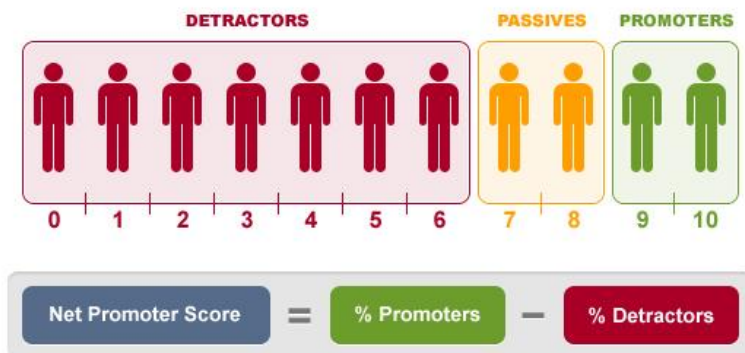 DETRACTORS PASSIVES PROMOTERS
0 1 2 3 4 5 6 7 8 9 10
Net Promoter Score = % Promoters − % Detractors